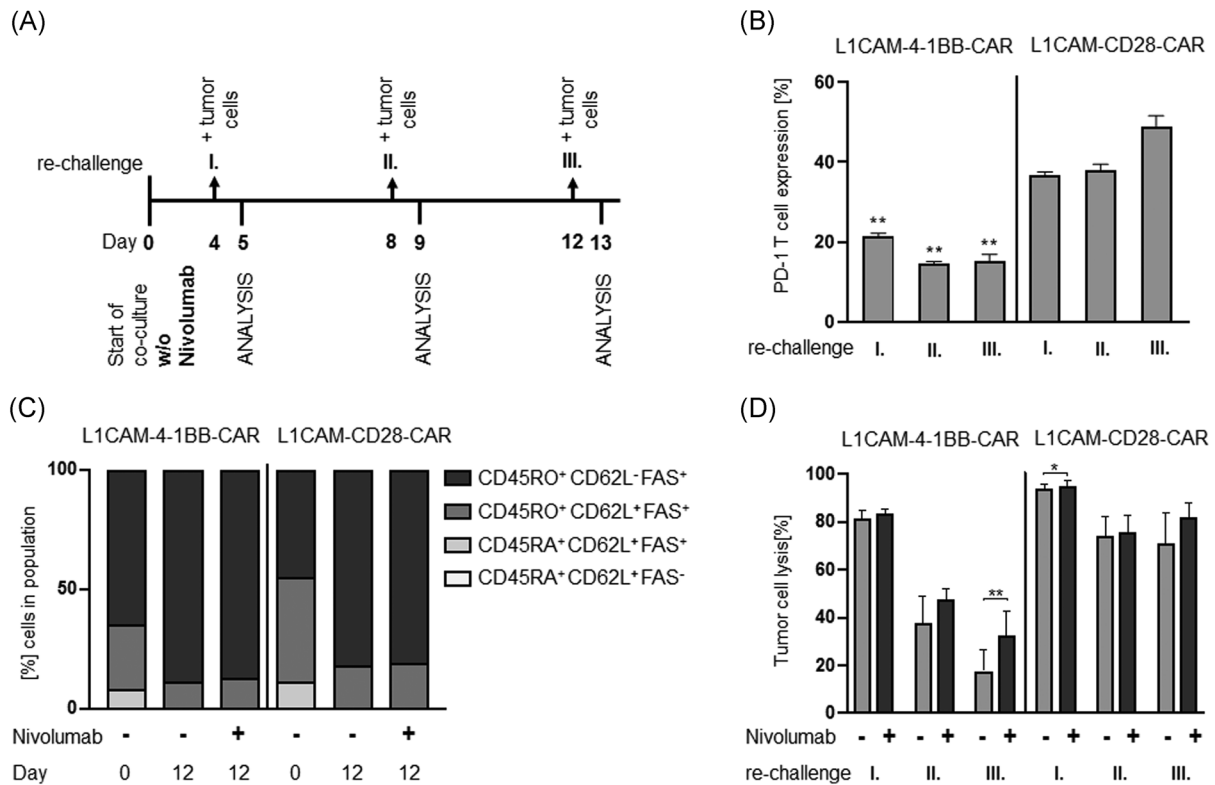 (A)
+ tumor
cells
+ tumor
cells
+ tumor
cells
re-challenge I. II. III.
Day 0 4 5 8 9 12 13
Start of
co-culture
w/o
Nivolumab
ANALYSIS
ANALYSIS
ANALYSIS
(B)
L1CAM-4-1BB-CAR L1CAM-CD28-CAR
PD-1 T cell expression [%]
60
40
20
0
** ** **
re-challenge I. II. III. I. II. III.
(C)
L1CAM-4-1BB-CAR L1CAM-CD28-CAR
[%] cells in population
100
50
0
CD45RO⁺ CD62L⁻FAS⁺
CD45RO⁺ CD62L⁺FAS⁺
CD45RA⁺ CD62L⁺FAS⁺
CD45RA⁺ CD62L⁺FAS⁻
Nivolumab - - + - - +
Day 0 12 12 0 12 12
(D)
L1CAM-4-1BB-CAR L1CAM-CD28-CAR
Tumor cell lysis[%]
100
80
60
40
20
0
** *
Nivolumab - + - + - + - + - + - +
re-challenge I. II. III. I. II. III.